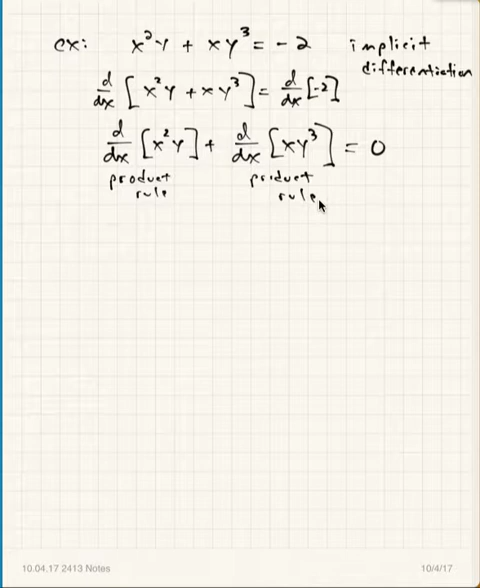 ex: x²y + xy³ = -2 implicit
differentiation
d/dx [x²y + xy³] = d/dx [-2]
d/dx [x²y] + d/dx [xy³] = 0
product product
rule rule
10.04.17 2413 Notes 10/4/17